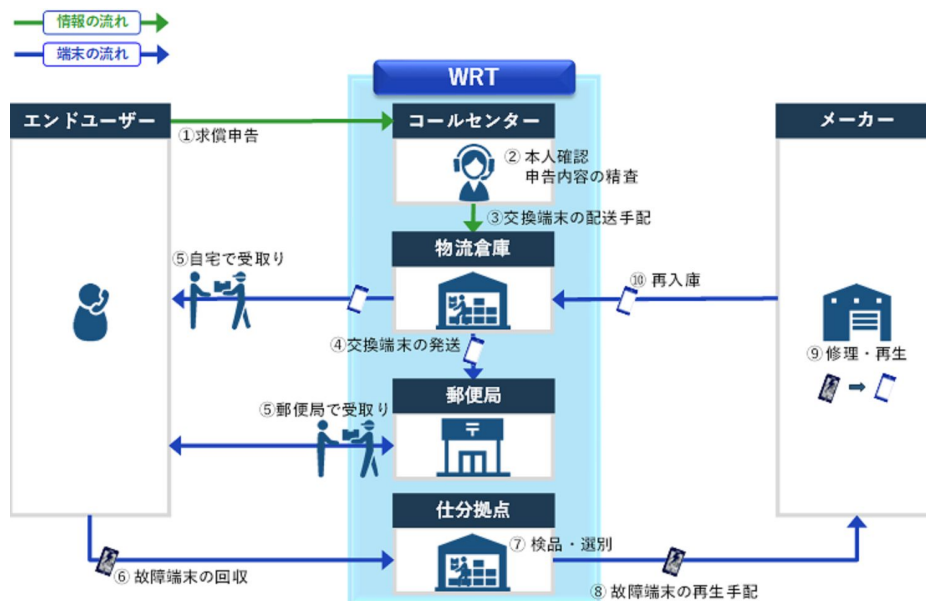 情報の流れ
端末の流れ
WRT
エンドユーザー
コールセンター
メーカー
①求償申告
② 本人確認
申告内容の精査
③交換端末の配送手配
物流倉庫
⑤自宅で受取り
⑩ 再入庫
④交換端末の発送
⑨ 修理・再生
郵便局
⑤郵便局で受取り
〒
仕分拠点
⑦ 検品・選別
⑥ 故障端末の回収
⑧ 故障端末の再生手配